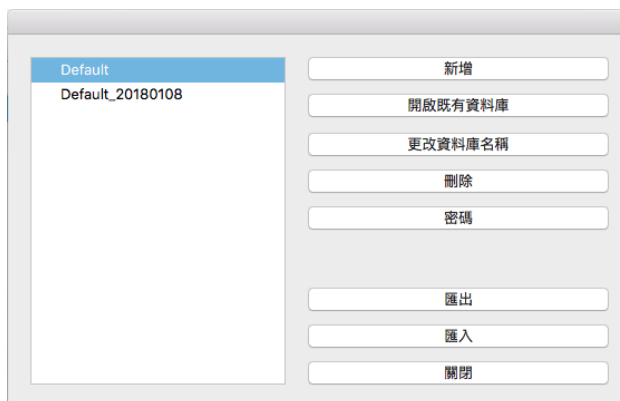 Default
Default_20180108
新增
開啟既有資料庫
更改資料庫名稱
刪除
密碼
匯出
匯入
關閉